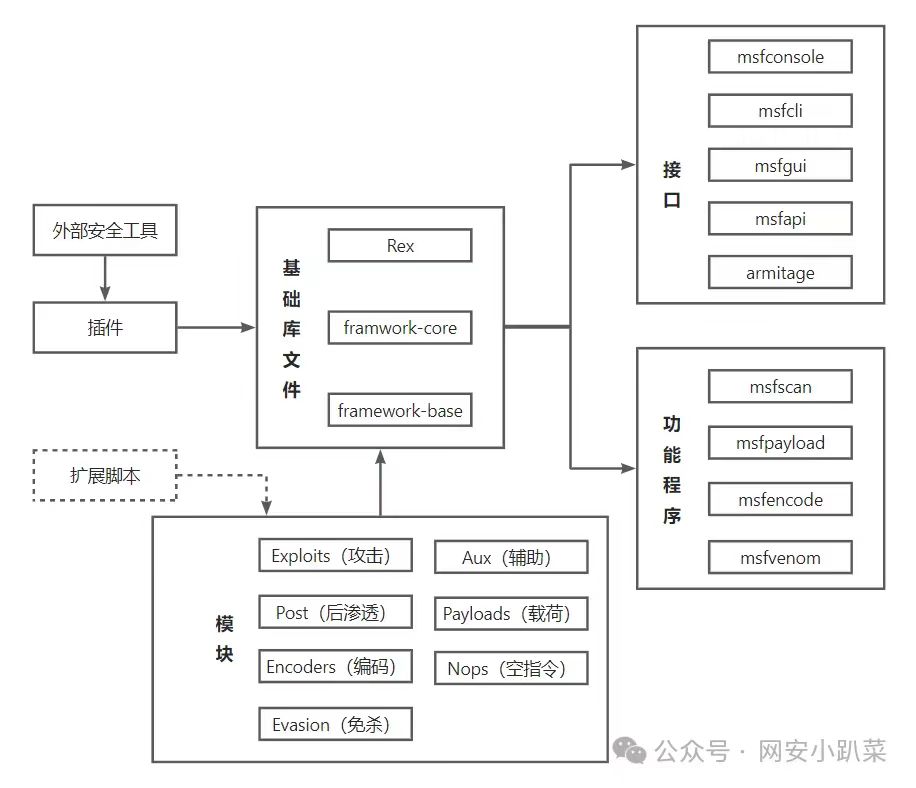 外部安全工具
插件
扩展脚本
基础库文件
Rex
framwork-core
framework-base
接口
msfconsole
msfcli
msfgui
msfapi
armitage
功能程序
msfscan
msfpayload
msfencode
msfvenom
模块
Exploits（攻击）
Aux（辅助）
Post（后渗透）
Payloads（载荷）
Encoders（编码）
Nops（空指令）
Evasion（免杀）
公众号 · 网安小趴菜